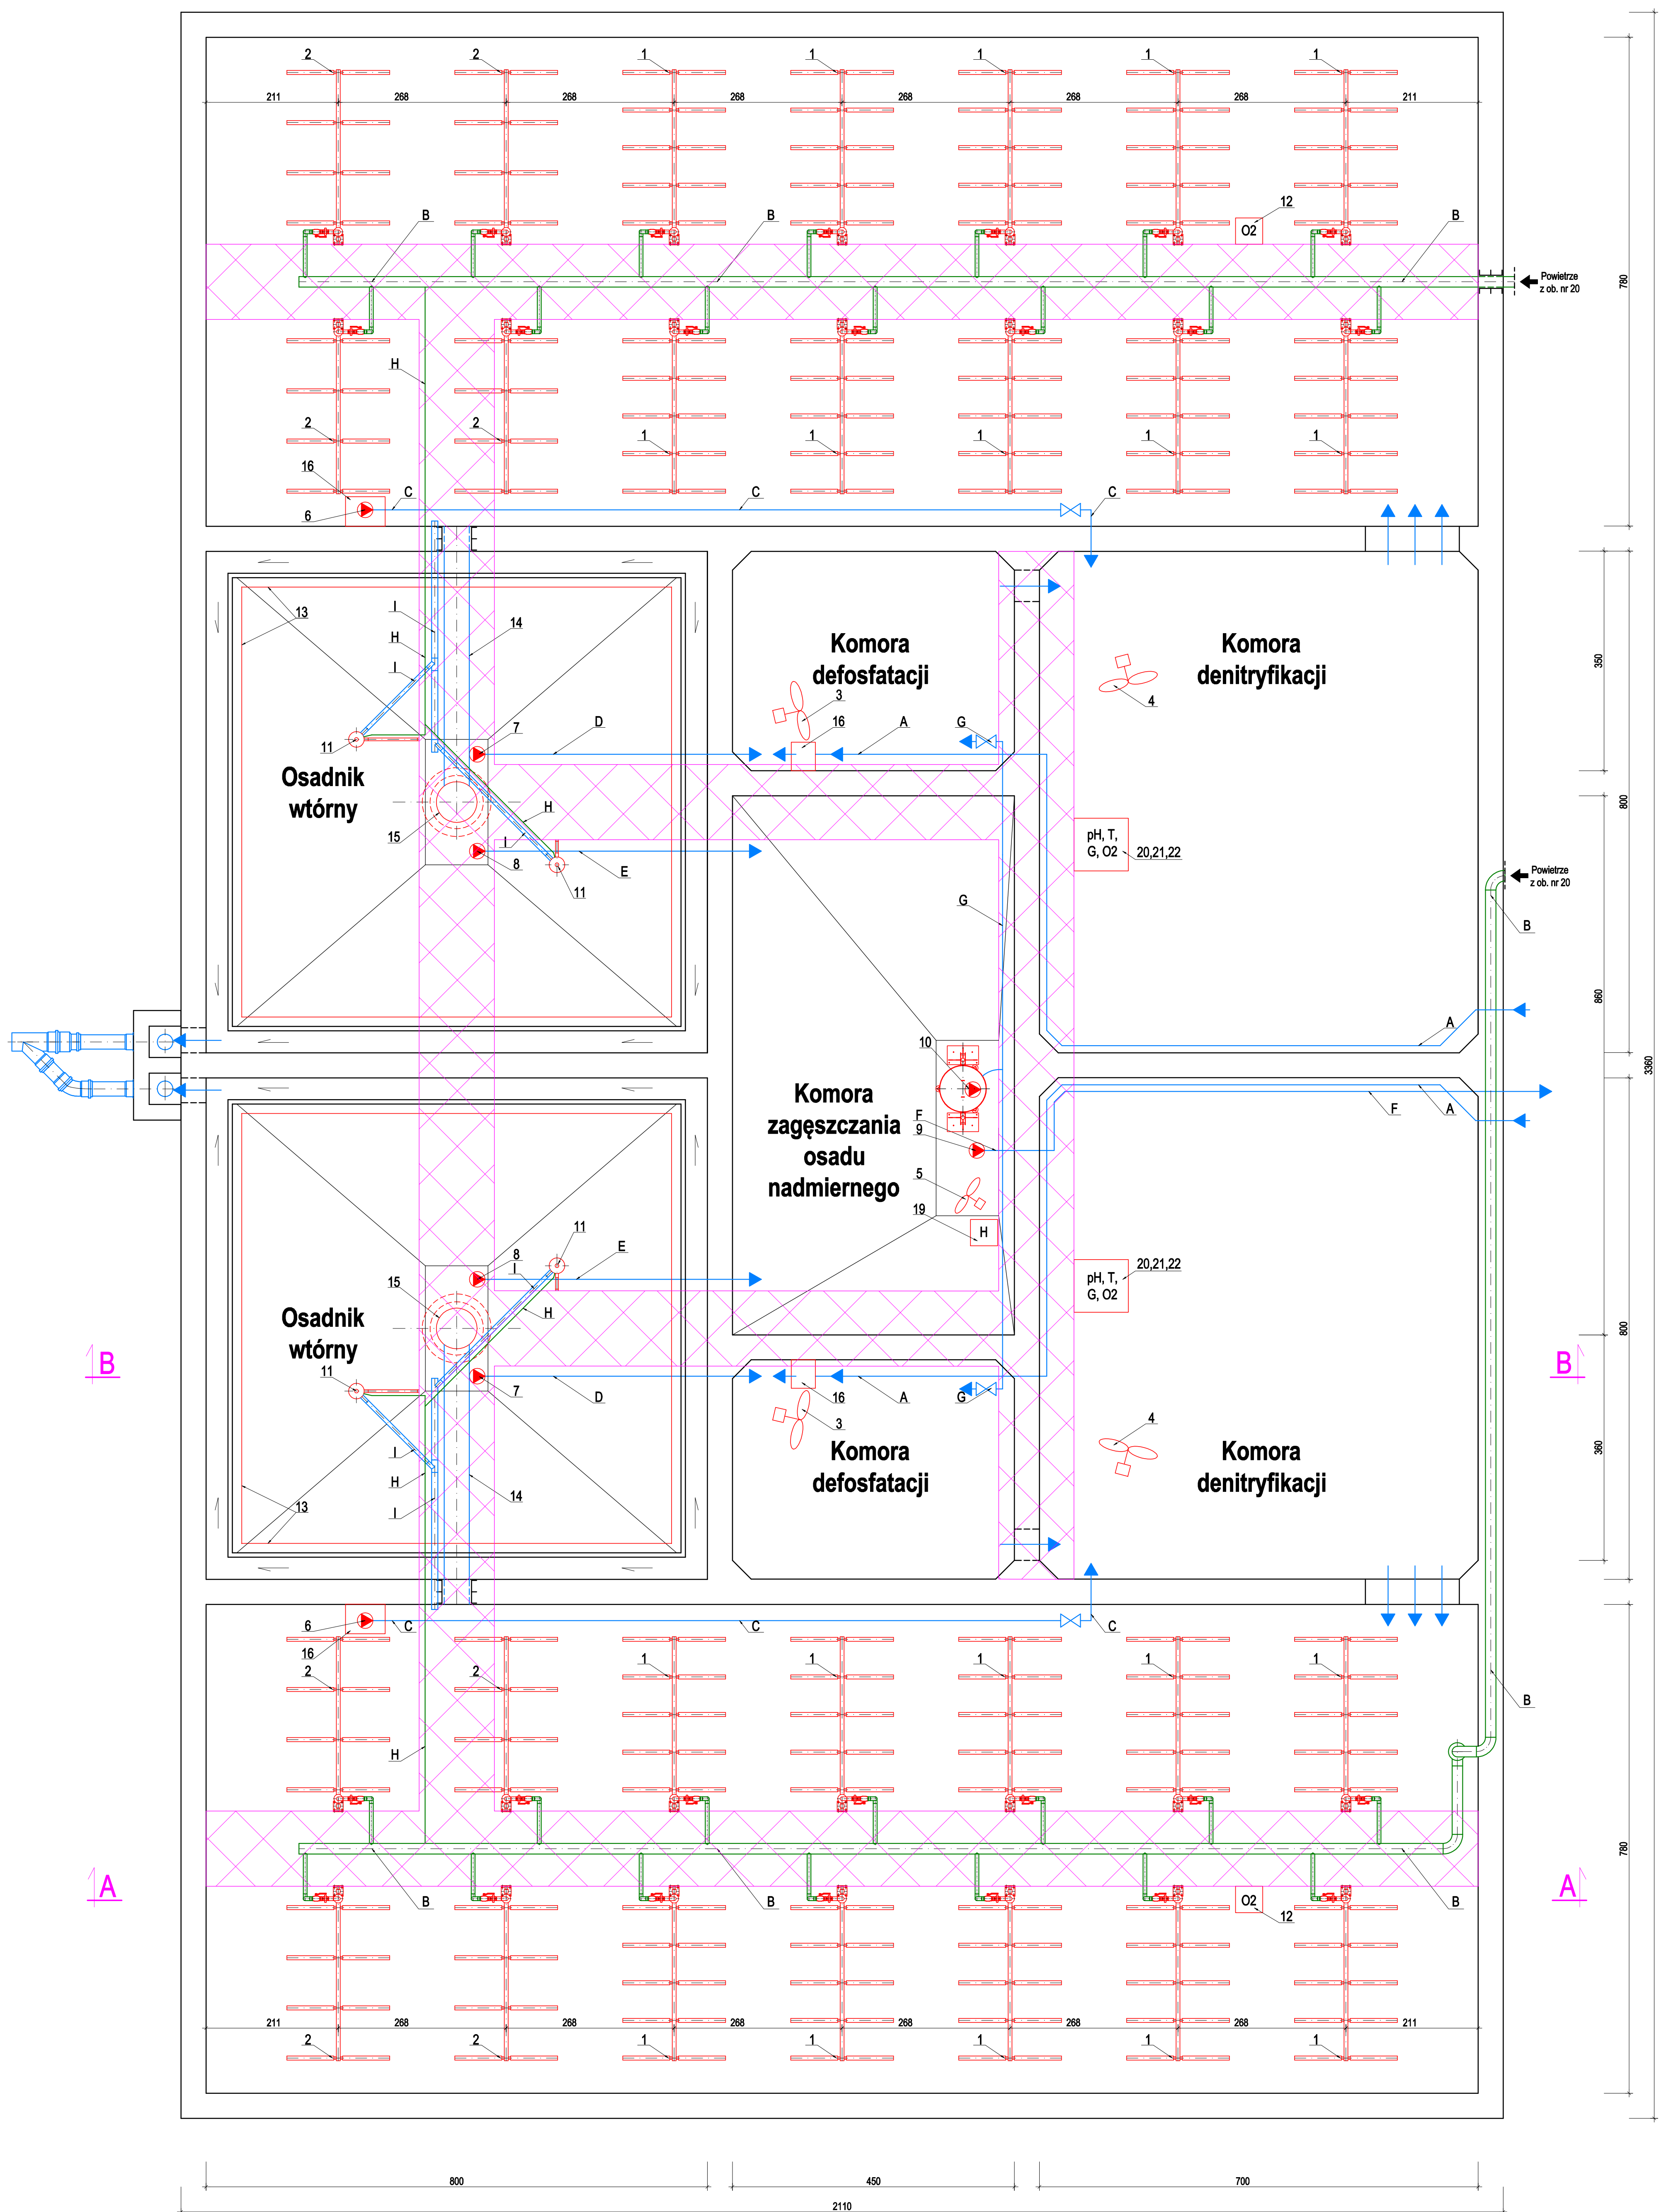 2 2 1 1 1 1 1
211 268 268 268 268 268 268 211
12
O2
B B B
Powietrze
z ob. nr 20
780
H
2 2 1 1 1 1 1
16
C C C
6
13
I
14
H
I
Komora
defosfatacji
Komora
denitryfikacji
350
3
4
16
7 D A G
11
Osadnik
wtórny
H
15
I
8 E
11
800
pH, T,
G, O2
20,21,22
Powietrze
z ob. nr 20
G
B
860
A
10
3360
Komora
zagęszczania
osadu
nadmiernego
F
9
F A
5
19
H
11
E
8
I
15
20,21,22
pH, T,
G, O2
H
Osadnik
wtórny
800
B B
11
7 D 16 A G
3
4
Komora
defosfatacji
Komora
denitryfikacji
360
I
H
14
13
I
6 C C C
16
2 2 1 1 1 1 1
B
H
780
A A
B B B
O2
12
211 268 268 268 268 268 268 211
2 2 1 1 1 1 1
800 450 700
2110